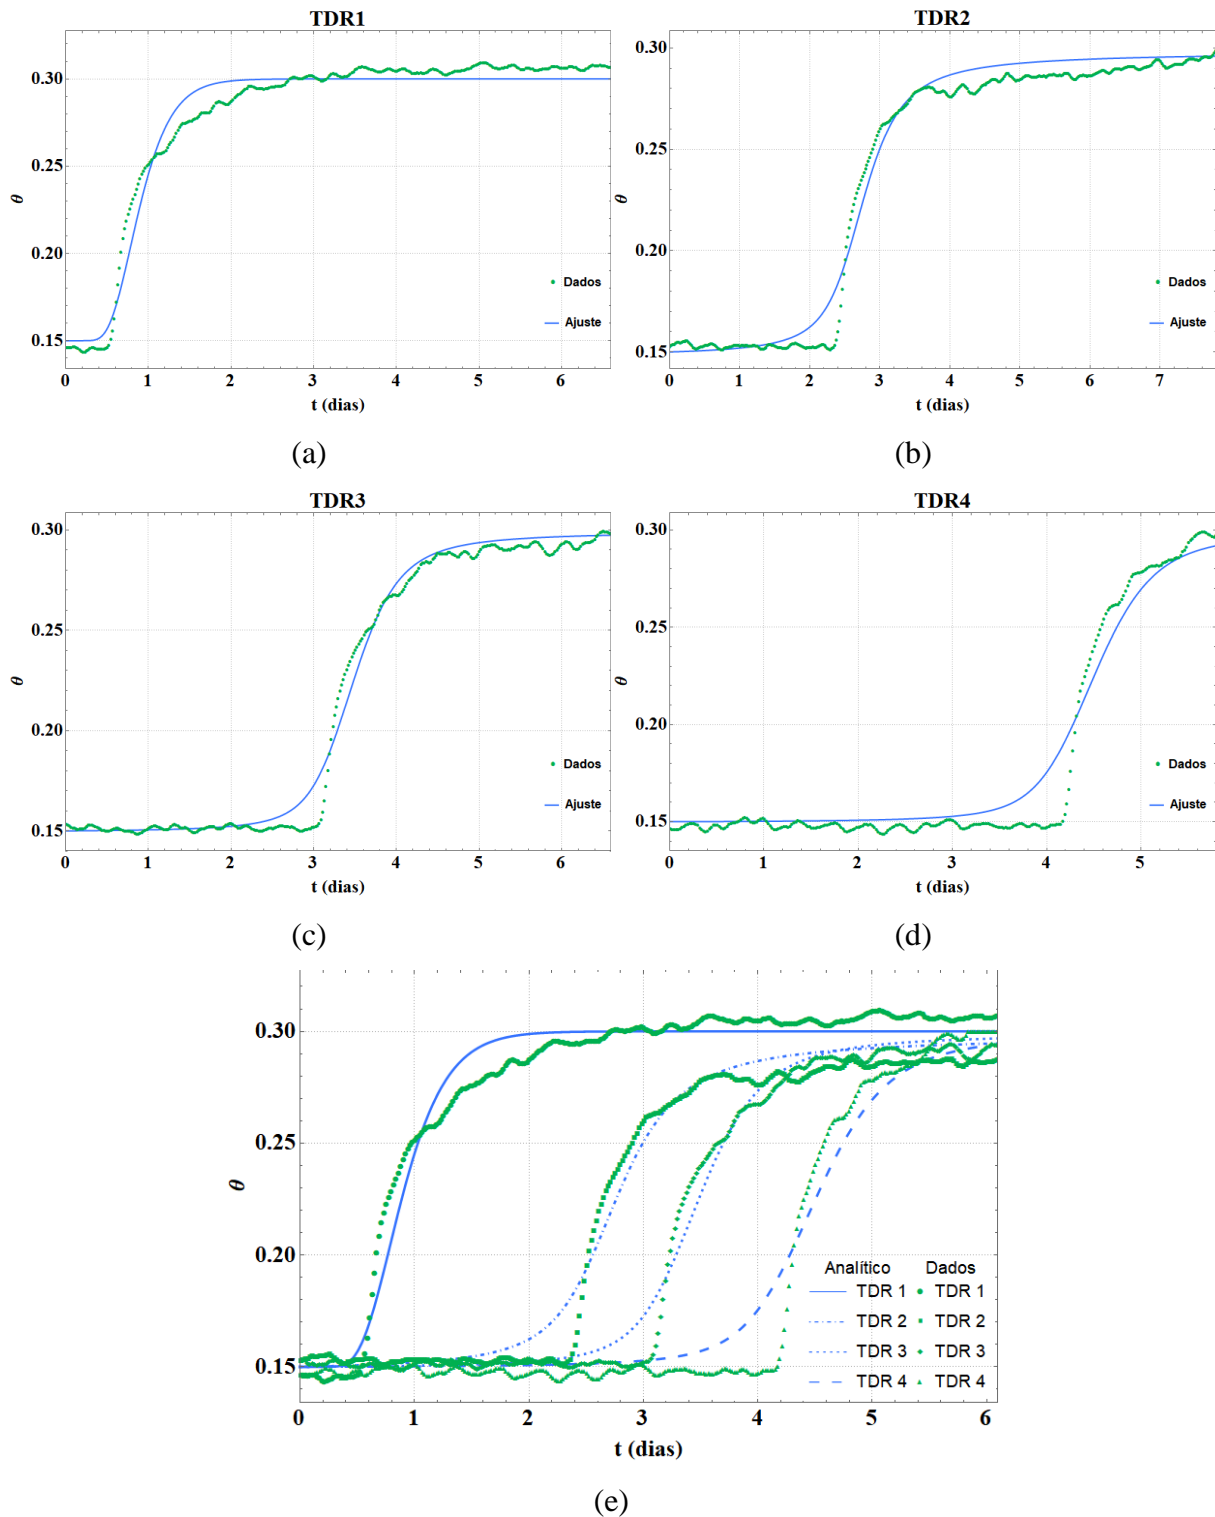 TDR1
0.30
0.25
0.20
0.15
θ
0 1 2 3 4 5 6
t (dias)
Dados
Ajuste
(a)
TDR2
0.30
0.25
0.20
0.15
θ
0 1 2 3 4 5 6 7
t (dias)
Dados
Ajuste
(b)
TDR3
0.30
0.25
0.20
0.15
θ
0 1 2 3 4 5 6
t (dias)
Dados
Ajuste
(c)
TDR4
0.30
0.25
0.20
0.15
θ
0 1 2 3 4 5
t (dias)
Dados
Ajuste
(d)
0.30
0.25
0.20
0.15
θ
0 1 2 3 4 5 6
t (dias)
Analítico Dados
TDR 1 TDR 1
TDR 2 TDR 2
TDR 3 TDR 3
TDR 4 TDR 4
(e)